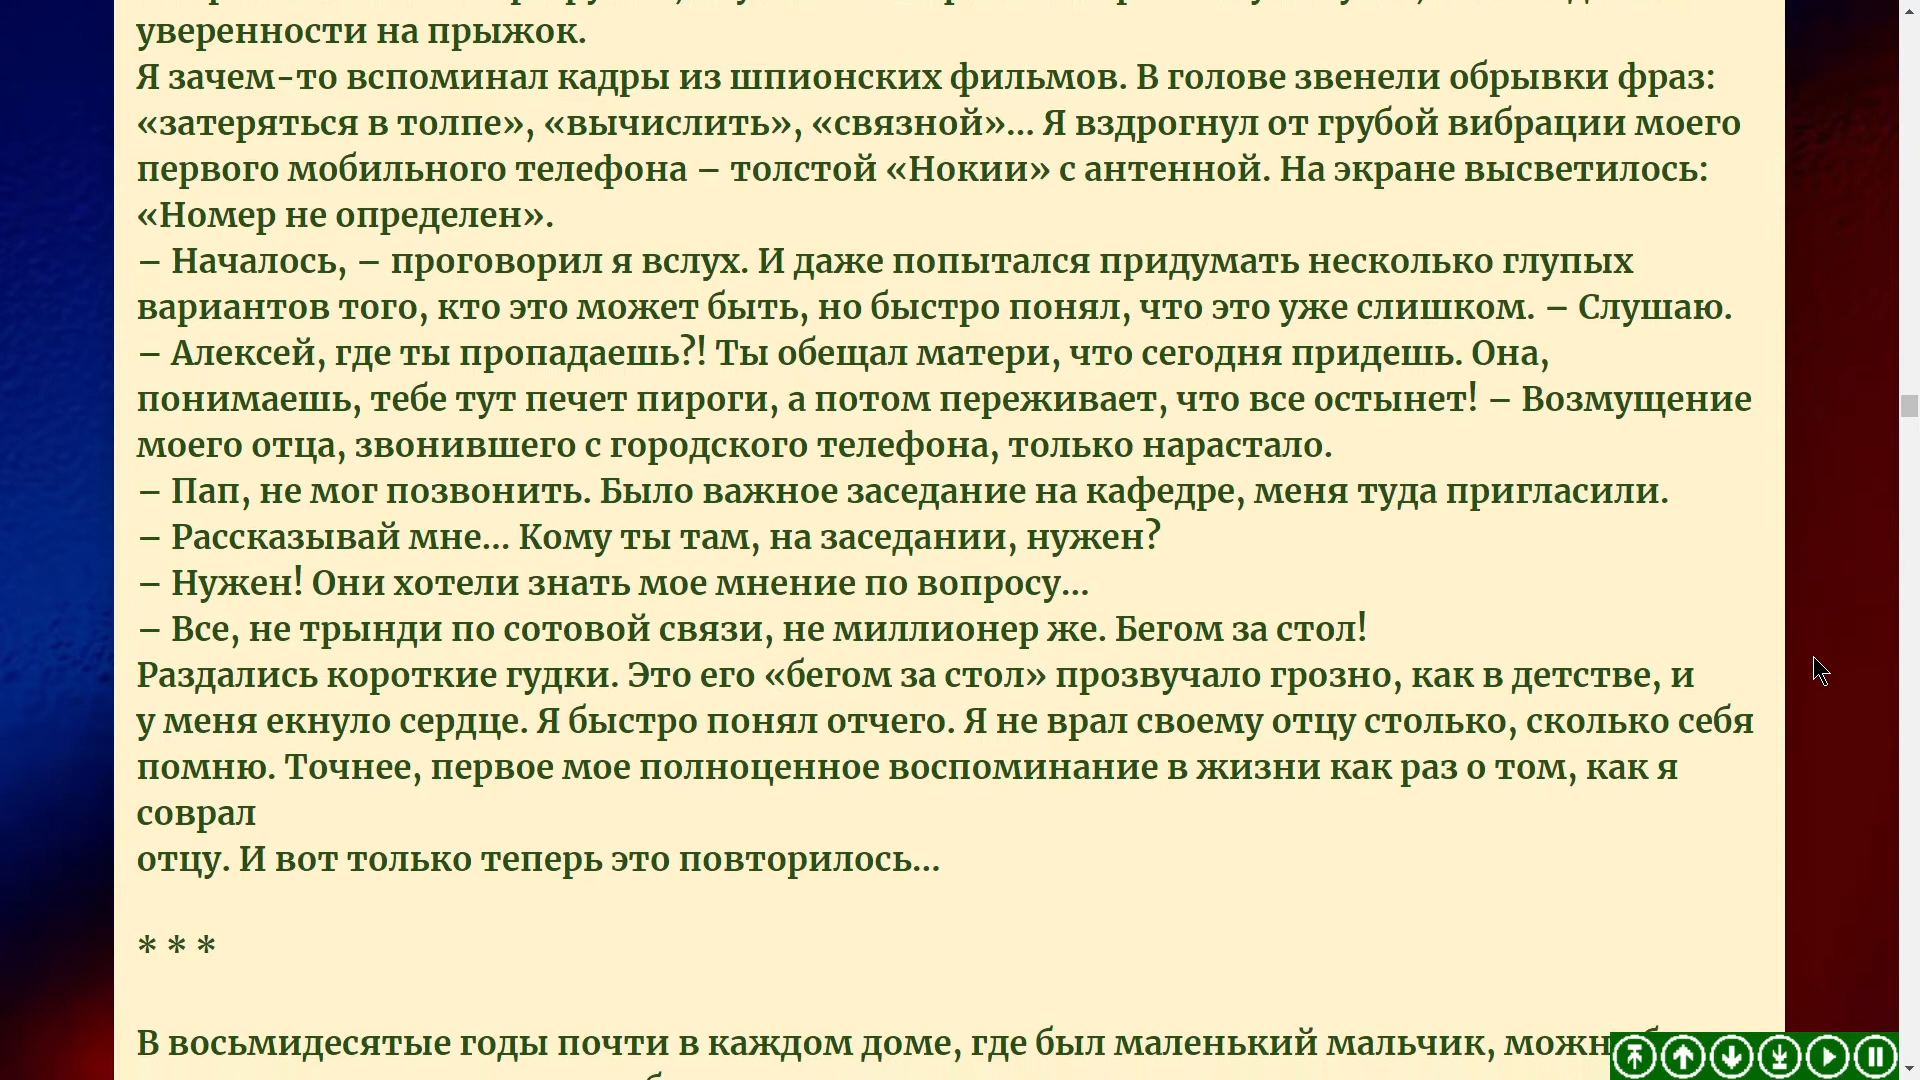 уверенности на прыжок.
Я зачем-то вспоминал кадры из шпионских фильмов. В голове звенели обрывки фраз:
«затеряться в толпе», «вычислить», «связной»... Я вздрогнул от грубой вибрации моего
первого мобильного телефона – толстой «Нокии» с антенной. На экране высветилось:
«Номер не определен».
– Началось, – проговорил я вслух. И даже попытался придумать несколько глупых
вариантов того, кто это может быть, но быстро понял, что это уже слишком. – Слушаю.
– Алексей, где ты пропадаешь?! Ты обещал матери, что сегодня придешь. Она,
понимаешь, тебе тут печет пироги, а потом переживает, что все остынет! – Возмущение
моего отца, звонившего с городского телефона, только нарастало.
– Пап, не мог позвонить. Было важное заседание на кафедре, меня туда пригласили.
– Рассказывай мне... Кому ты там, на заседании, нужен?
– Нужен! Они хотели знать мое мнение по вопросу...
– Все, не трынди по сотовой связи, не миллионер же. Бегом за стол!
Раздались короткие гудки. Это его «бегом за стол» прозвучало грозно, как в детстве, и
у меня екнуло сердце. Я быстро понял отчего. Я не врал своему отцу столько, сколько себя
помню. Точнее, первое мое полноценное воспоминание в жизни как раз о том, как я
соврал
отцу. И вот только теперь это повторилось...
* * *
В восьмидесятые годы почти в каждом доме, где был маленький мальчик,